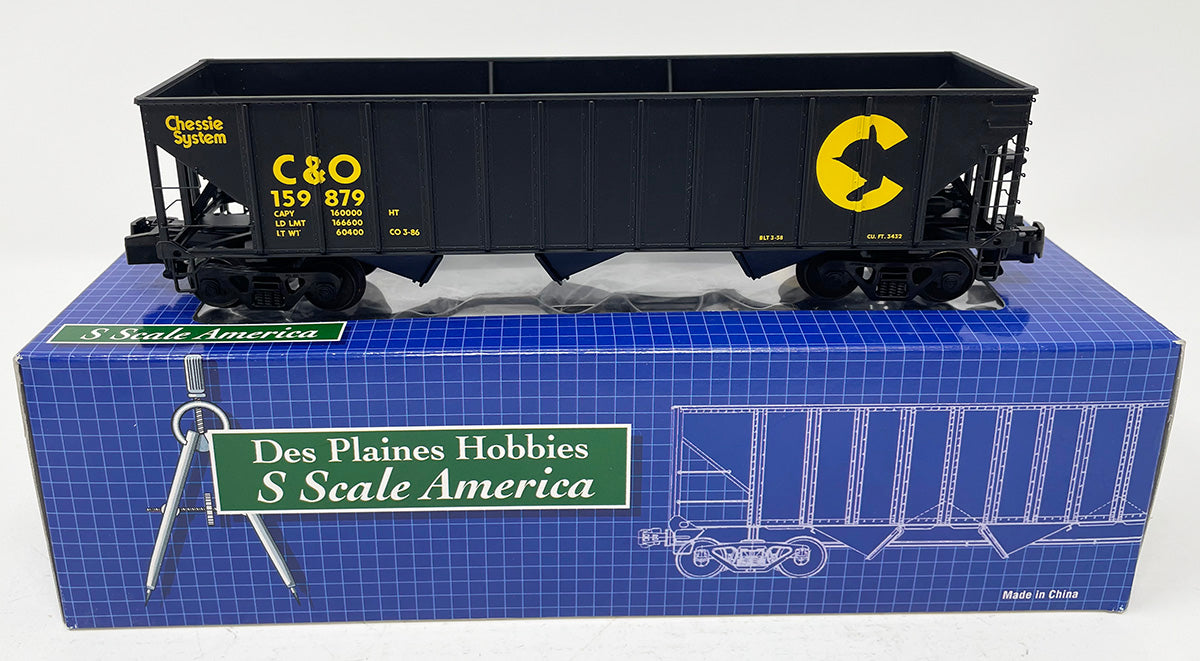 Chessie
System
C&O
159 879
CAPY 160000 HT
LD LMT 166600
LT WT 60400 CO 3-86
BLT 3-58
CU. FT. 3432
S Scale America
Des Plaines Hobbies
S Scale America
Made in China